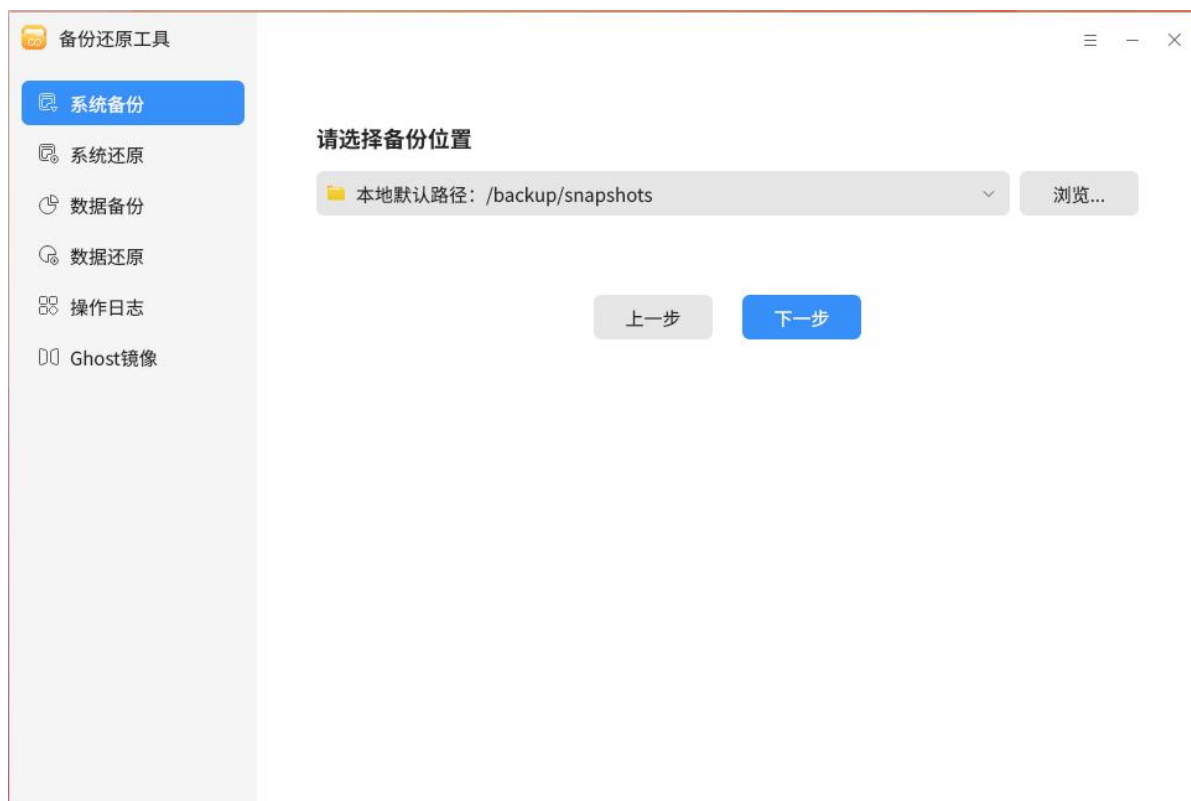 备份还原工具
系统备份
系统还原
数据备份
数据还原
操作日志
Ghost镜像
请选择备份位置
本地默认路径：/backup/snapshots
浏览...
上一步
下一步